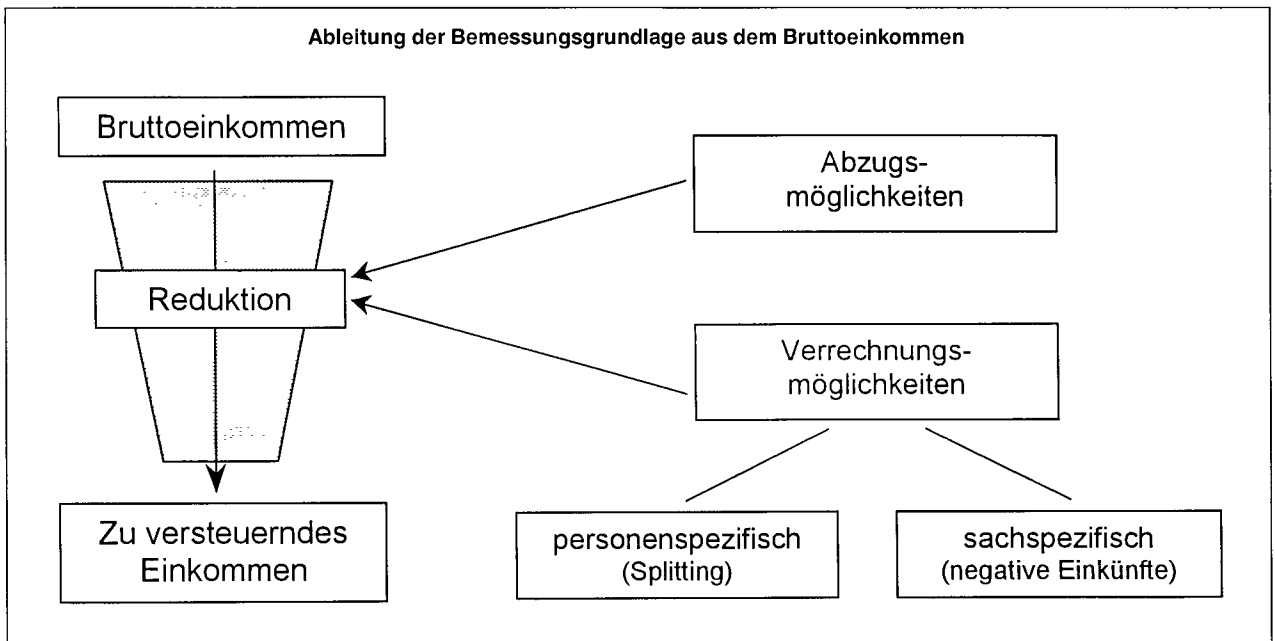 Ableitung der Bemessungsgrundlage aus dem Bruttoeinkommen
Bruttoeinkommen
Abzugs-
möglichkeiten
Reduktion
Verrechnungs-
möglichkeiten
Zu versteuerndes
Einkommen
personenspezifisch
(Splitting)
sachspezifisch
(negative Einkünfte)